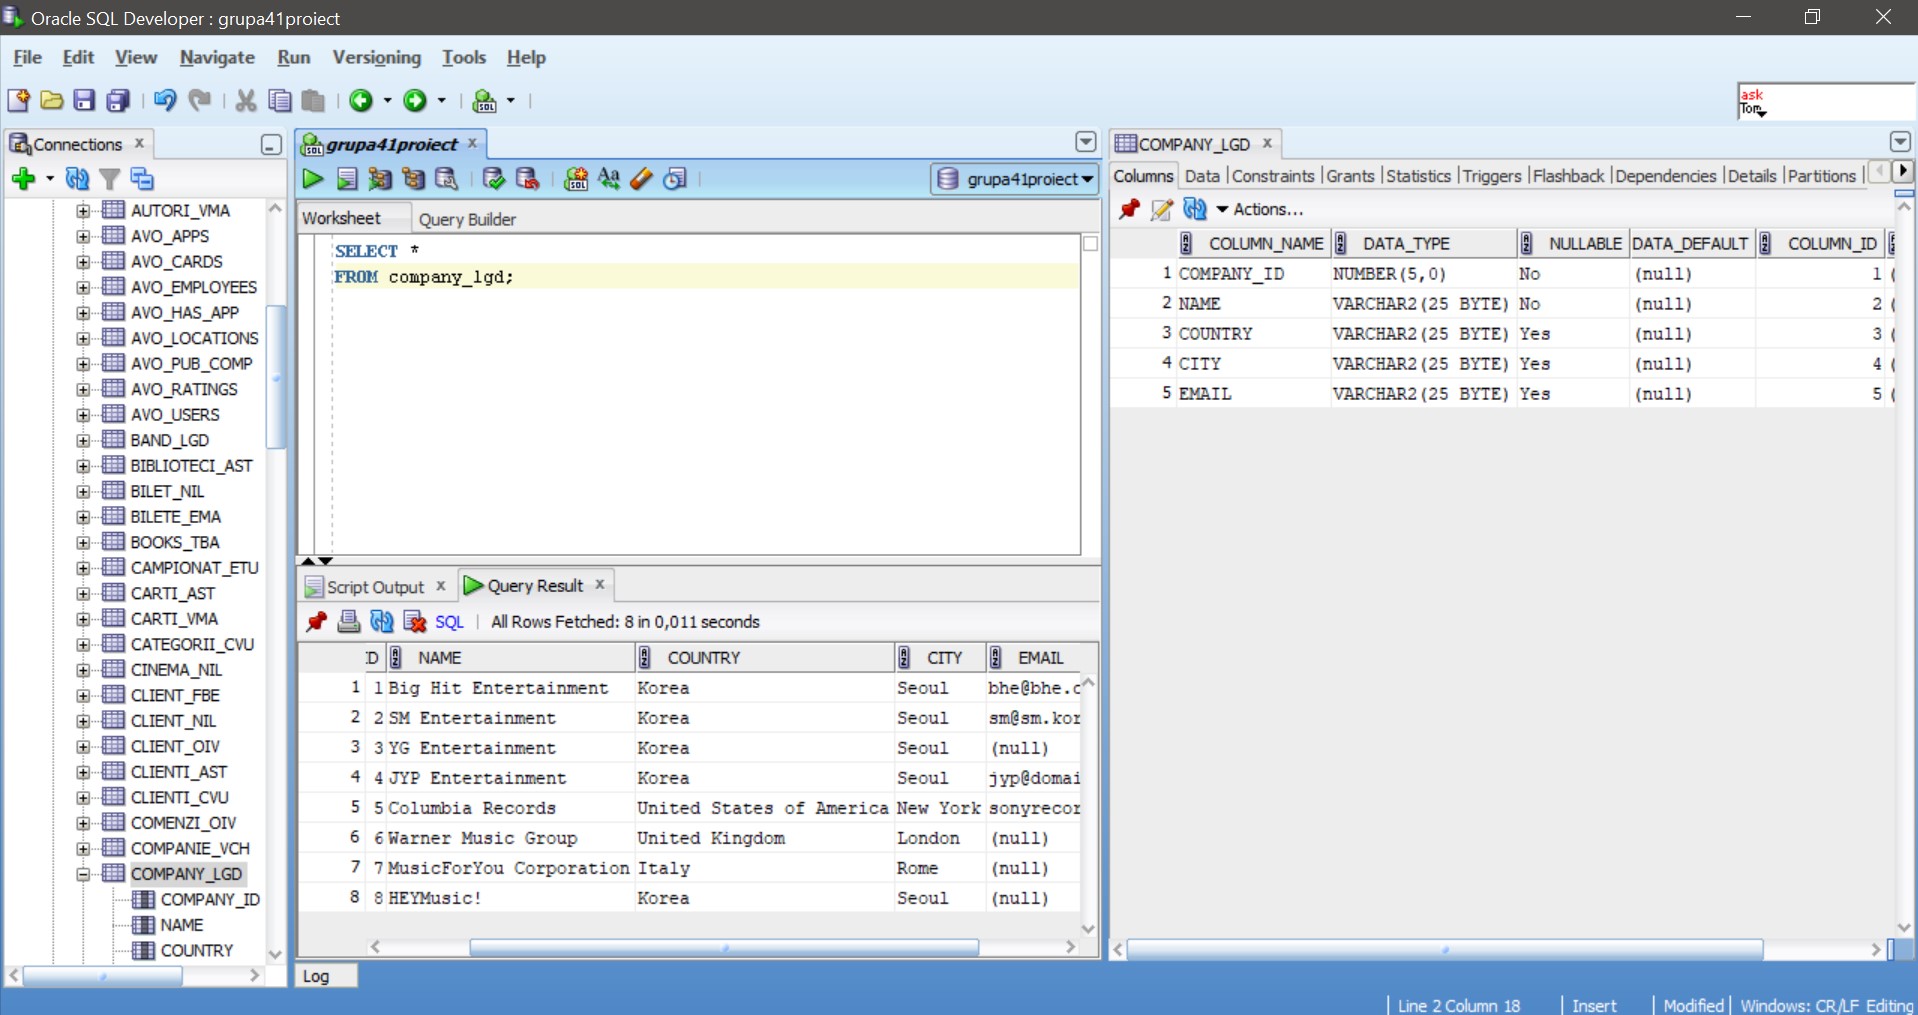 Oracle SQL Developer : grupa41proiect
File Edit View Navigate Run Versioning Tools Help
ask
Tom
Connections
AUTORI_VMA
AVO_APPS
AVO_CARDS
AVO_EMPLOYEES
AVO_HAS_APP
AVO_LOCATIONS
AVO_PUB_COMP
AVO_RATINGS
AVO_USERS
BAND_LGD
BIBLIOTECI_AST
BILET_NIL
BILETE_EMA
BOOKS_TBA
CAMPIONAT_ETU
CARTI_AST
CARTI_VMA
CATEGORII_CVU
CINEMA_NIL
CLIENT_FBE
CLIENT_NIL
CLIENT_OIV
CLIENTI_AST
CLIENTI_CVU
COMENZI_OIV
COMPANIE_VCH
COMPANY_LGD
COMPANY_ID
NAME
COUNTRY
grupa41proiect
grupa41proiect
Worksheet Query Builder
SELECT *
FROM company_lgd;
Script Output Query Result
SQL All Rows Fetched: 8 in 0,011 seconds
ID NAME COUNTRY CITY EMAIL
1 1 Big Hit Entertainment Korea Seoul bhe@bhe.c
2 2 SM Entertainment Korea Seoul sm@sm.kor
3 3 YG Entertainment Korea Seoul (null)
4 4 JYP Entertainment Korea Seoul jyp@domai
5 5 Columbia Records United States of America New York sonyrecor
6 6 Warner Music Group United Kingdom London (null)
7 7 MusicForYou Corporation Italy Rome (null)
8 8 HEYMusic! Korea Seoul (null)
Log
COMPANY_LGD
Columns Data Constraints Grants Statistics Triggers Flashback Dependencies Details Partitions
Actions...
COLUMN_NAME DATA_TYPE NULLABLE DATA_DEFAULT COLUMN_ID
1 COMPANY_ID NUMBER(5,0) No (null) 1 (
2 NAME VARCHAR2(25 BYTE) No (null) 2 (
3 COUNTRY VARCHAR2(25 BYTE) Yes (null) 3 (
4 CITY VARCHAR2(25 BYTE) Yes (null) 4 (
5 EMAIL VARCHAR2(25 BYTE) Yes (null) 5 (
Line 2 Column 18 Insert Modified Windows: CR/LF Editing